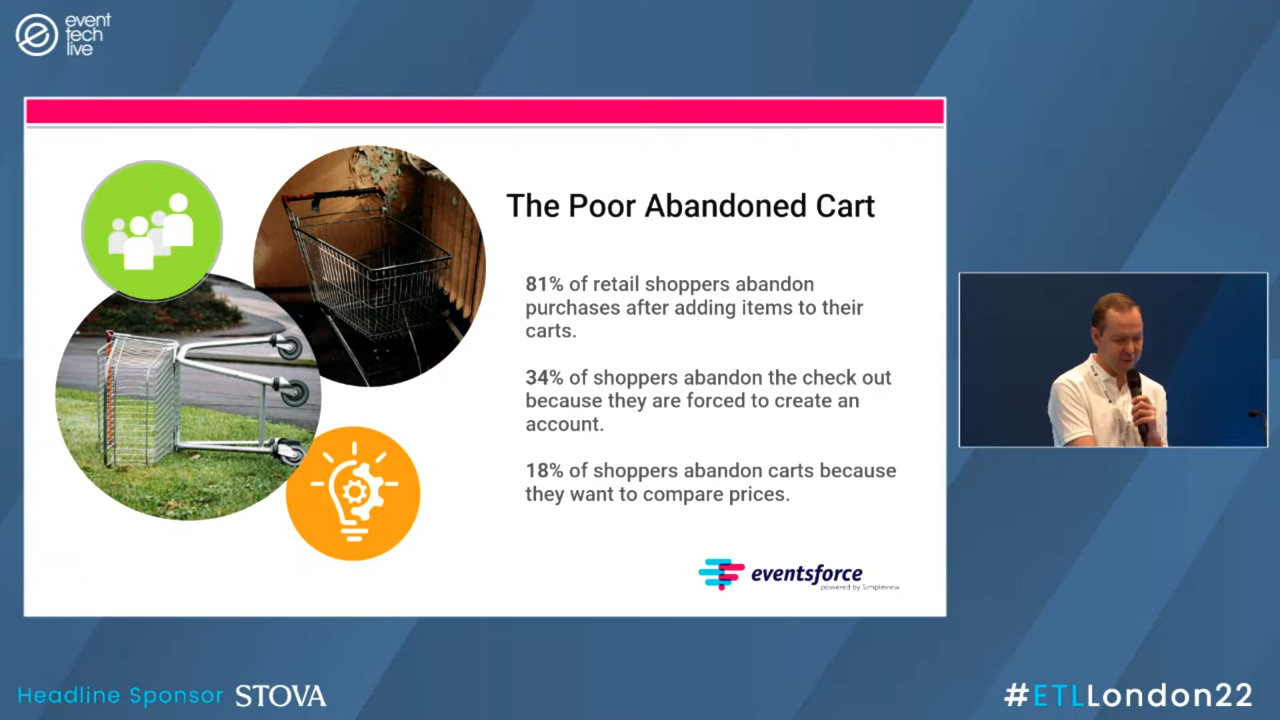 event
tech
live
The Poor Abandoned Cart
81% of retail shoppers abandon
purchases after adding items to their
carts.
34% of shoppers abandon the check out
because they are forced to create an
account.
18% of shoppers abandon carts because
they want to compare prices.
eventsforce
powered by Simpleview
Headline Sponsor STOVA
#ETLLondon22